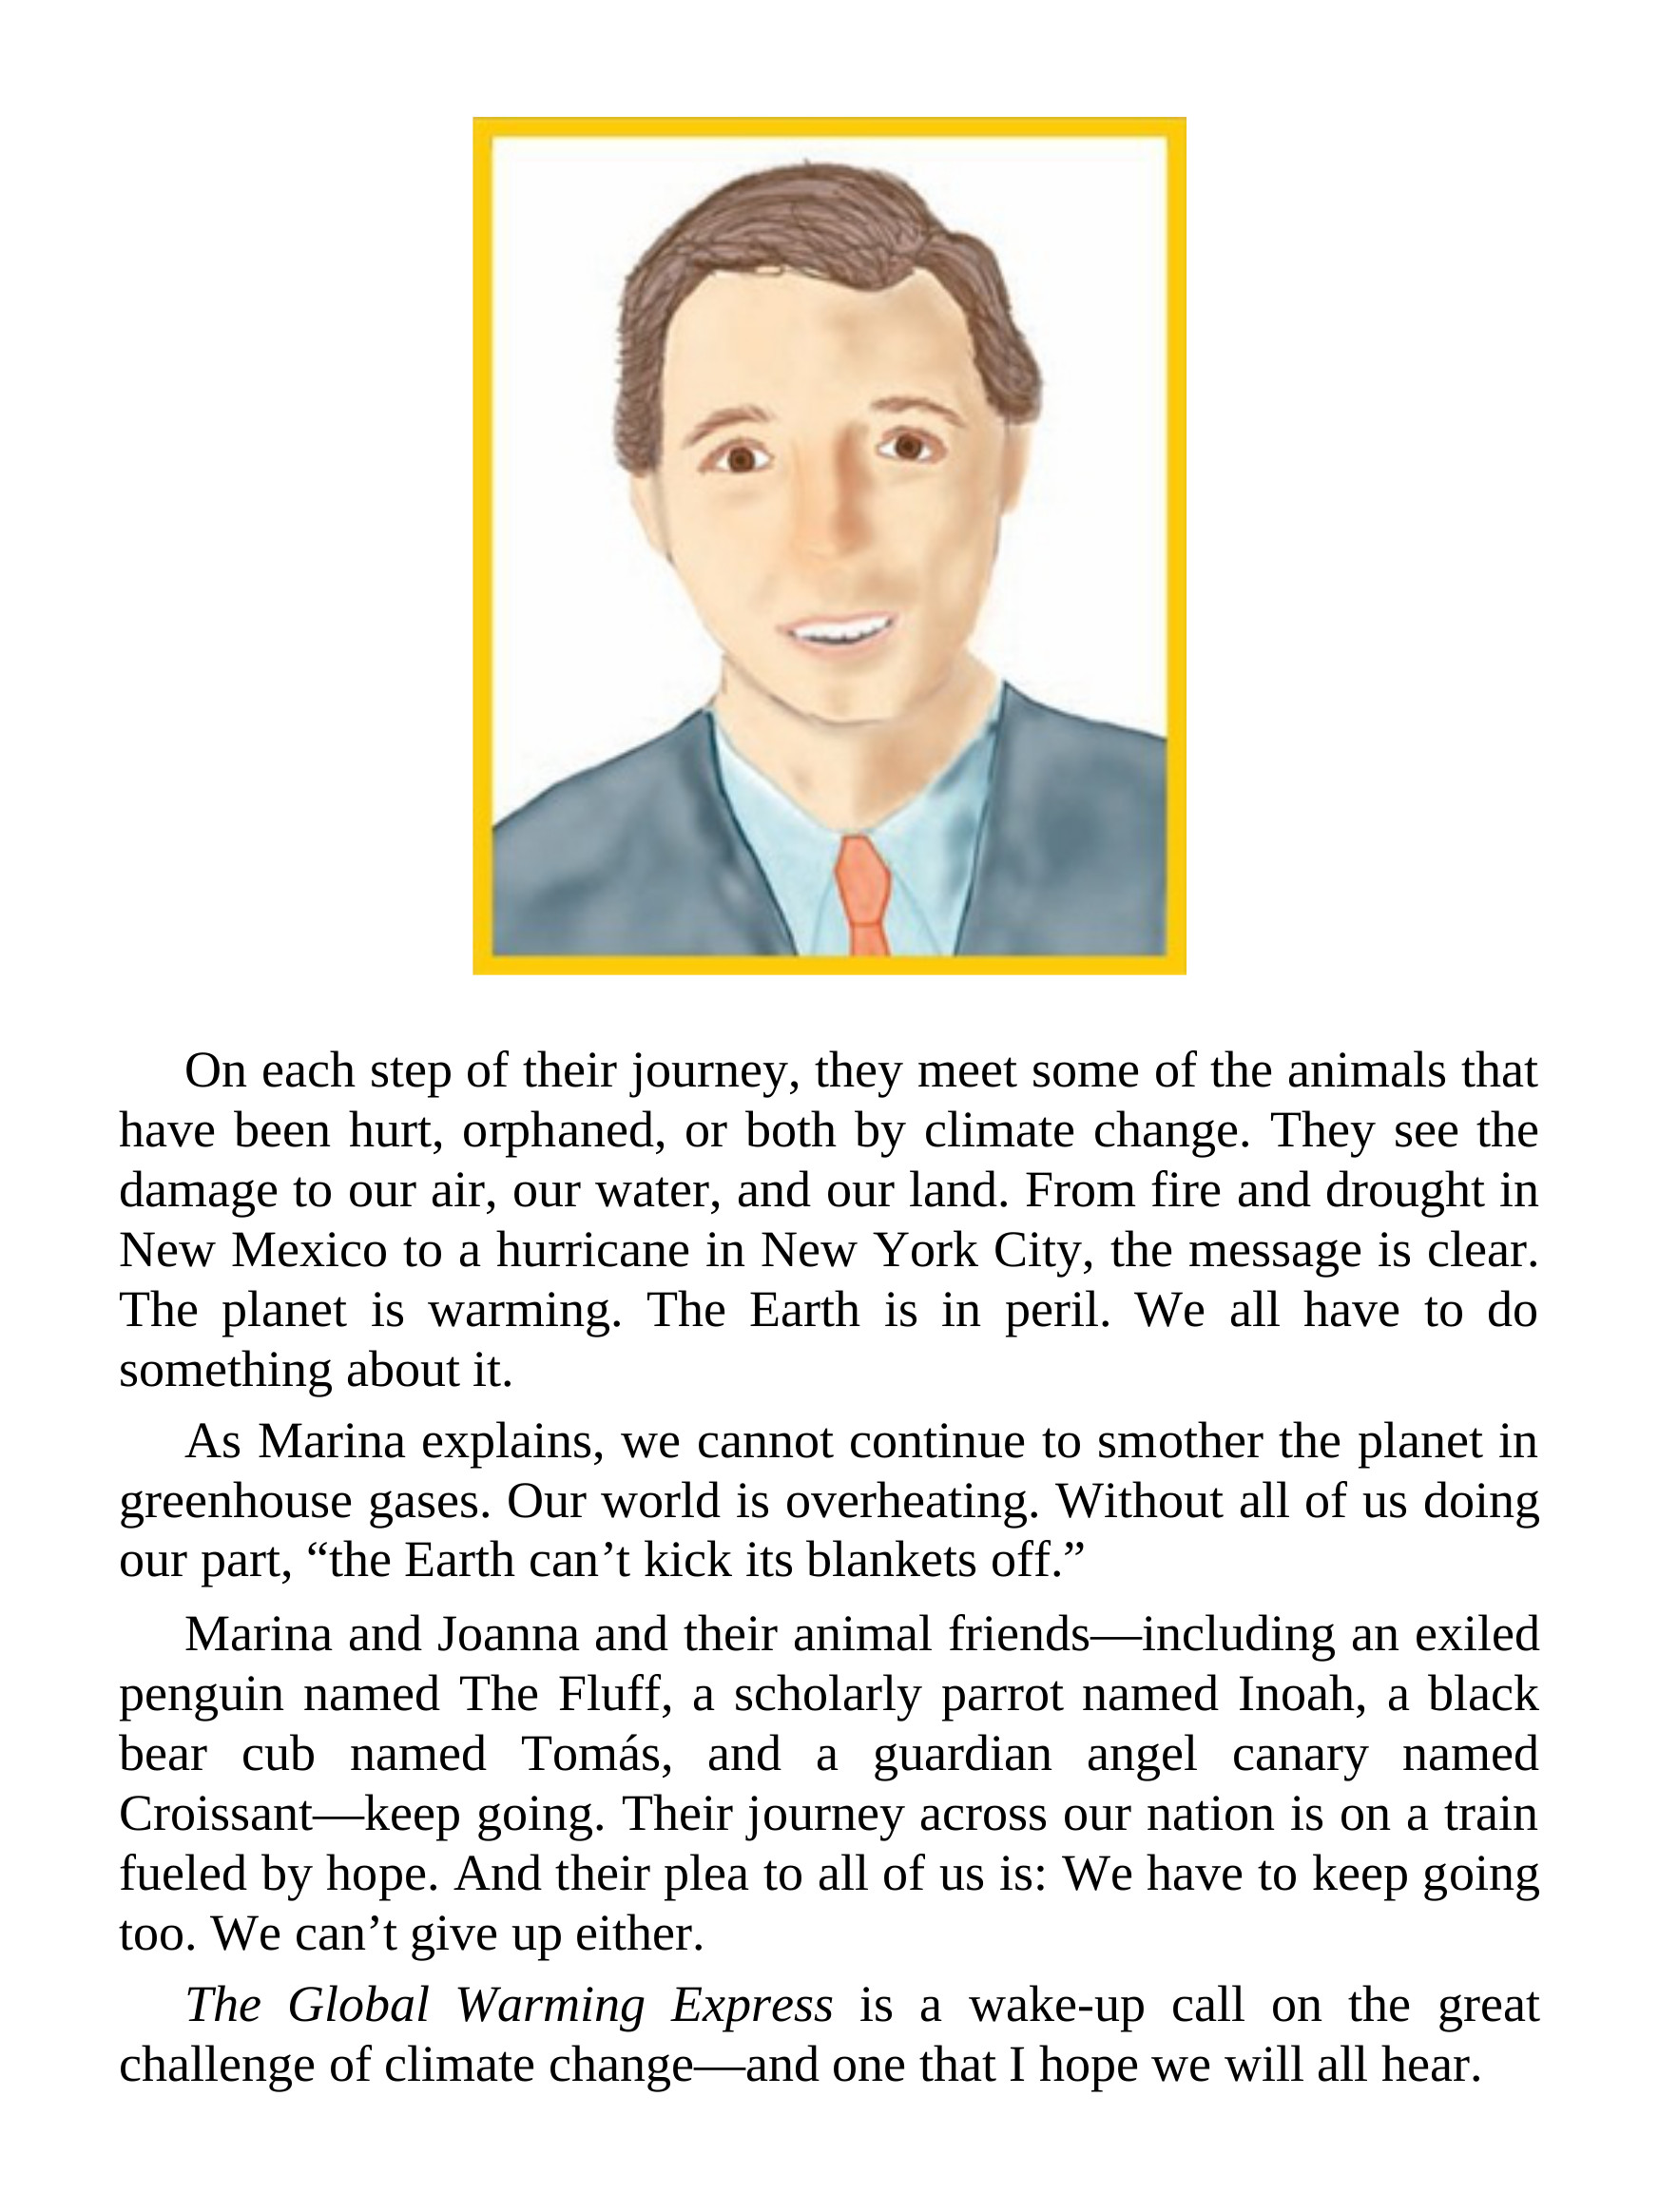 On each step of their journey, they meet some of the animals that
have been hurt, orphaned, or both by climate change. They see the
damage to our air, our water, and our land. From fire and drought in
New Mexico to a hurricane in New York City, the message is clear.
The planet is warming. The Earth is in peril. We all have to do
something about it.
As Marina explains, we cannot continue to smother the planet in
greenhouse gases. Our world is overheating. Without all of us doing
our part, “the Earth can’t kick its blankets off.”
Marina and Joanna and their animal friends—including an exiled
penguin named The Fluff, a scholarly parrot named Inoah, a black
bear cub named Tomás, and a guardian angel canary named
Croissant—keep going. Their journey across our nation is on a train
fueled by hope. And their plea to all of us is: We have to keep going
too. We can’t give up either.
The Global Warming Express is a wake-up call on the great
challenge of climate change—and one that I hope we will all hear.